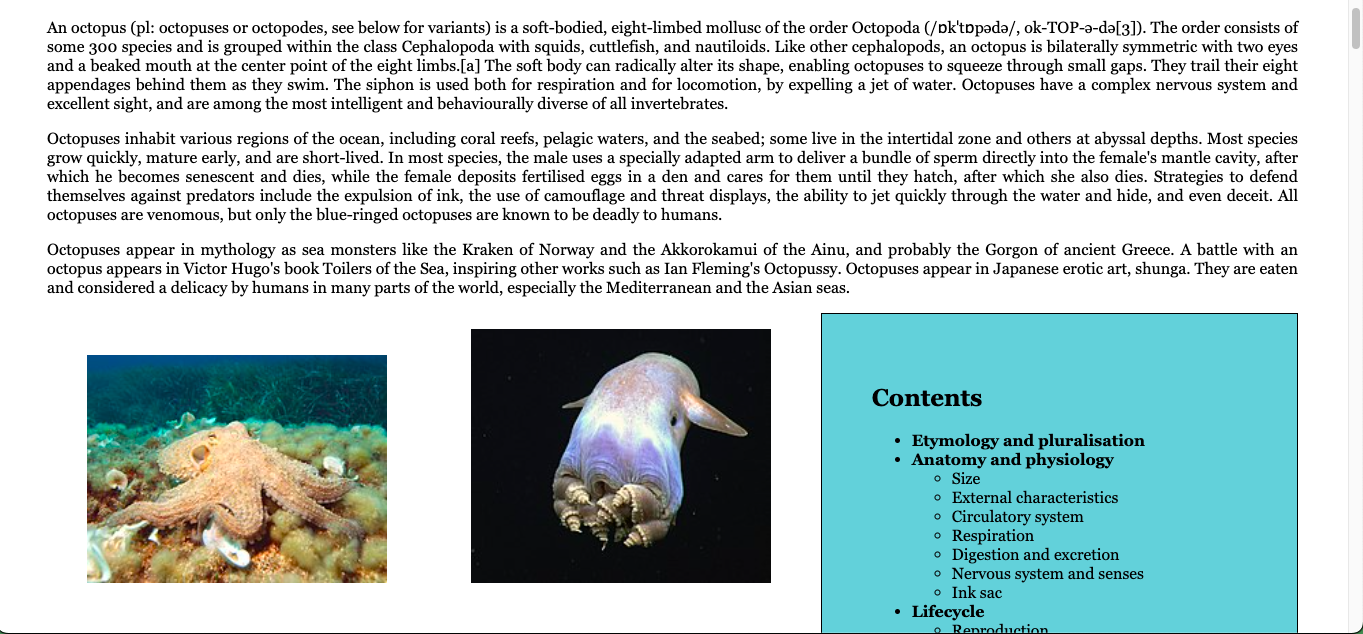 An octopus (pl: octopuses or octopodes, see below for variants) is a soft-bodied, eight-limbed mollusc of the order Octopoda (/ɒkˈtɒpədə/, ok-TOP-ə-də[3]). The order consists of
some 300 species and is grouped within the class Cephalopoda with squids, cuttlefish, and nautiloids. Like other cephalopods, an octopus is bilaterally symmetric with two eyes
and a beaked mouth at the center point of the eight limbs.[a] The soft body can radically alter its shape, enabling octopuses to squeeze through small gaps. They trail their eight
appendages behind them as they swim. The siphon is used both for respiration and for locomotion, by expelling a jet of water. Octopuses have a complex nervous system and
excellent sight, and are among the most intelligent and behaviourally diverse of all invertebrates.
Octopuses inhabit various regions of the ocean, including coral reefs, pelagic waters, and the seabed; some live in the intertidal zone and others at abyssal depths. Most species
grow quickly, mature early, and are short-lived. In most species, the male uses a specially adapted arm to deliver a bundle of sperm directly into the female's mantle cavity, after
which he becomes senescent and dies, while the female deposits fertilised eggs in a den and cares for them until they hatch, after which she also dies. Strategies to defend
themselves against predators include the expulsion of ink, the use of camouflage and threat displays, the ability to jet quickly through the water and hide, and even deceit. All
octopuses are venomous, but only the blue-ringed octopuses are known to be deadly to humans.
Octopuses appear in mythology as sea monsters like the Kraken of Norway and the Akkorokamui of the Ainu, and probably the Gorgon of ancient Greece. A battle with an
octopus appears in Victor Hugo's book Toilers of the Sea, inspiring other works such as Ian Fleming's Octopussy. Octopuses appear in Japanese erotic art, shunga. They are eaten
and considered a delicacy by humans in many parts of the world, especially the Mediterranean and the Asian seas.
Contents
• Etymology and pluralisation
• Anatomy and physiology
◦ Size
◦ External characteristics
◦ Circulatory system
◦ Respiration
◦ Digestion and excretion
◦ Nervous system and senses
◦ Ink sac
• Lifecycle
◦ Reproduction